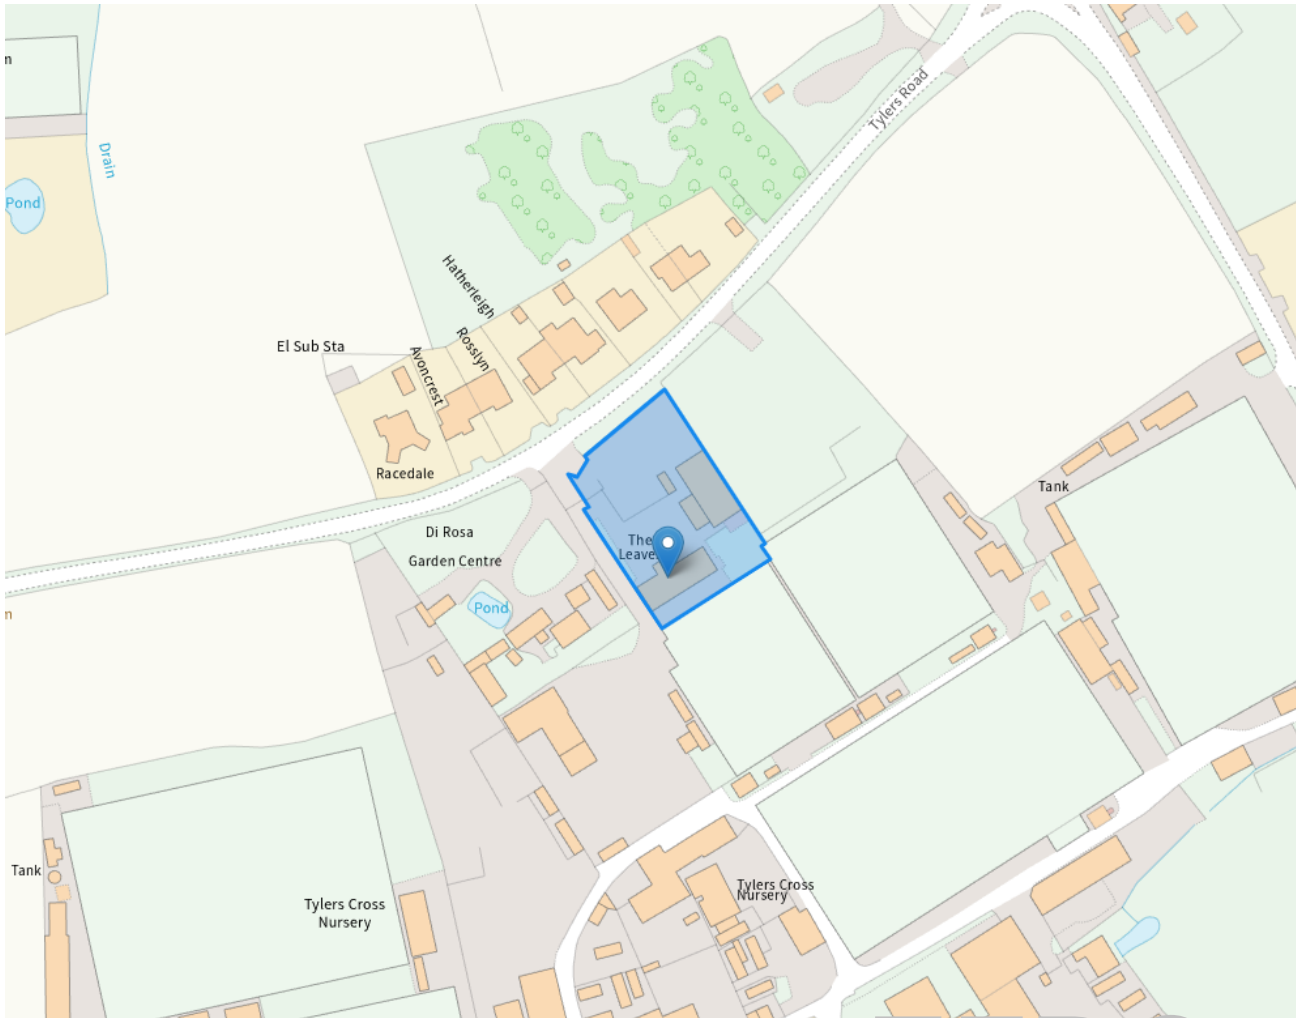 n
Drain
Pond
Tylers Road
Hatherleigh
Rosslyn
Avoncrest
El Sub Sta
Racedale
Di Rosa
Garden Centre
The
Pond
Tank
n
Tank
Tylers Cross
Nursery
Tylers Cross
Nursery